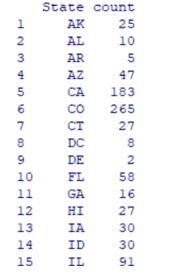 State count
1 AK 25
2 AL 10
3 AR 5
4 AZ 47
5 CA 183
6 CO 265
7 CT 27
8 DC 8
9 DE 2
10 FL 58
11 GA 16
12 HI 27
13 IA 30
14 ID 30
15 IL 91